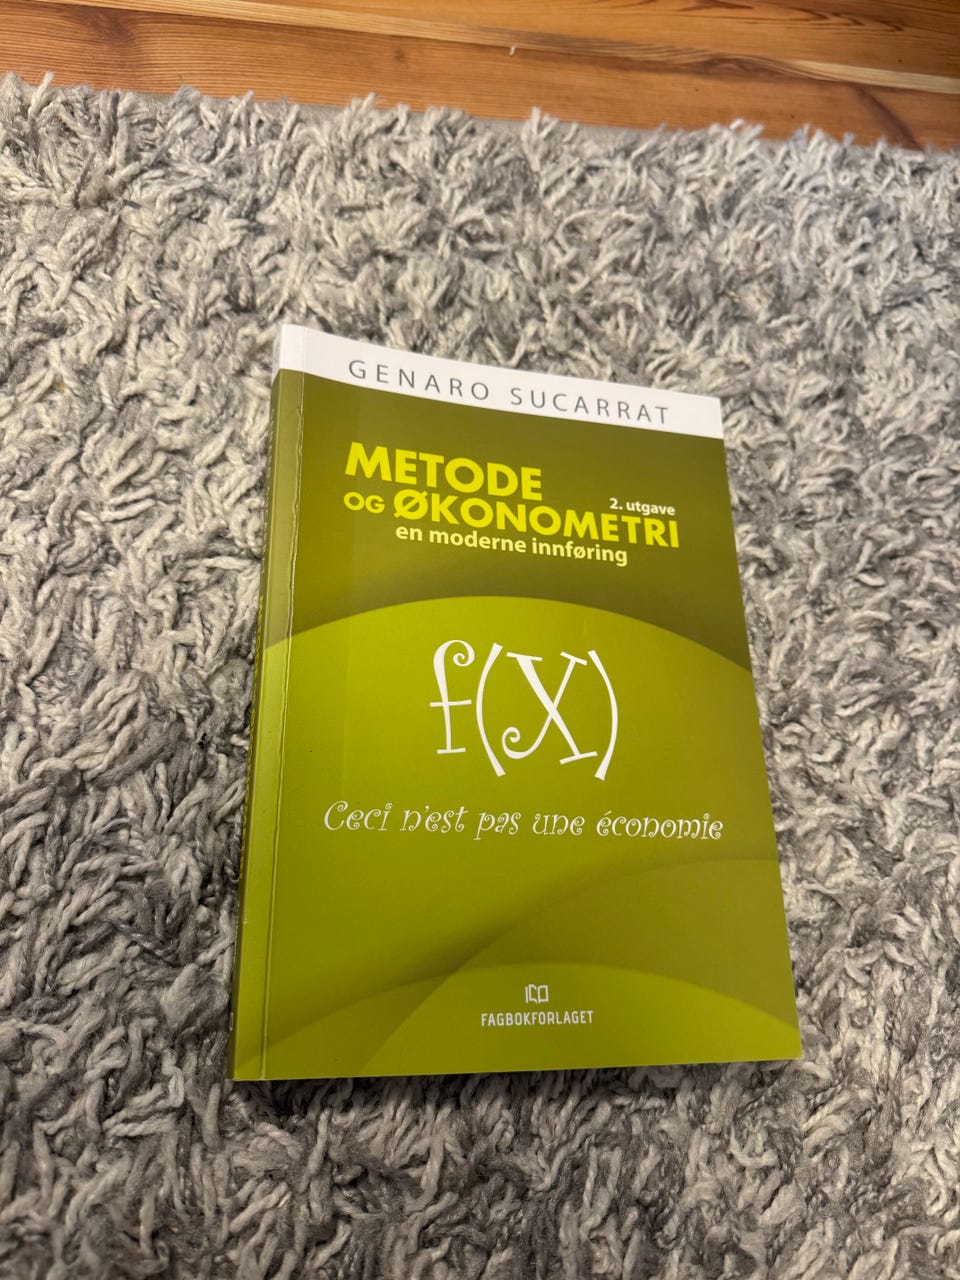 GENARO SUCARRAT
METODE
OG ØKONOMETRI
2. utgave
en moderne innføring
f(X)
Ceci n'est pas une économie
FAGBOKFORLAGET